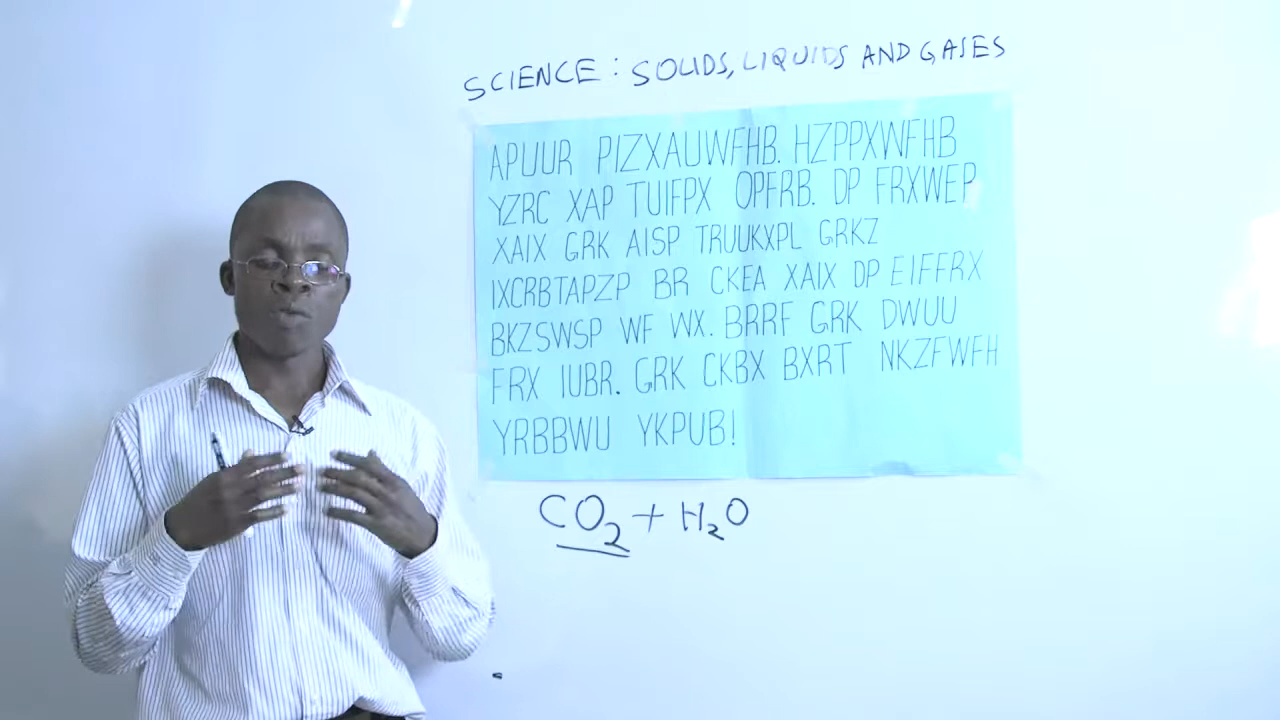 SCIENCE: SOLIDS, LIQUIDS AND GASES
APUUR PIZXAUWFHB. HZPPXWFHB
YZRC XAP TUIFPX OPFRB. DP FRXWEP
XAIX GRK AISP TRUUKXPL GRKZ
IXCRBTAPZP BR CKEA XAIX DP EIFFRX
BKZSWSP WF WX. BRRF GRK DWUU
FRX IUBR. GRK CKBX BXRT NKZFWFH
YRBBWU YKPUB!
CO₂ + H₂O